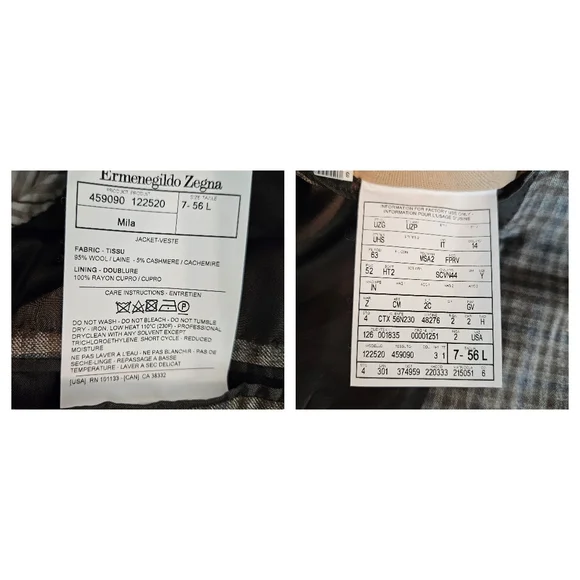 Ermenegildo Zegna
459090 122520
7- 56 L
Mila
JACKET-VESTE
FABRIC - TISSU
95% WOOL / LAINE - 5% CASHMERE / CACHEMIRE
LINING - DOUBLURE
100% RAYON CUPRO / CUPRO
CARE INSTRUCTIONS - ENTRETIEN
DO NOT WASH - DO NOT BLEACH - DO NOT TUMBLE
DRY - IRON, LOW HEAT 110°C (230F) - PROFESSIONAL
DRYCLEAN WITH ANY SOLVENT EXCEPT
TRICHLOROETHYLENE SHORT CYCLE - REDUCED
MOISTURE
NE PAS LAVER A L'EAU - NE PAS BLANCHIR - PAS DE
SECHE-LINGE - REPASSAGE A BASSE
TEMPERATURE - LAVER A SEC DELICAT
[USA] RN 101133 - [CAN] CA 38332
INFORMATION FOR FACTORY USE ONLY
INFORMATION POUR L'USAGE D'USINE
UZG UZP
UHS IT 14
63 MSA2 FPRV
52 HT2 SCVN44 Y
IN
Z CM 2C GV
4 CTX 56N230 48276 2 2 H
126 001835 00001251 2 USA
122520 459090 3 1 7- 56 L
4 301 374959 220333 215051 6